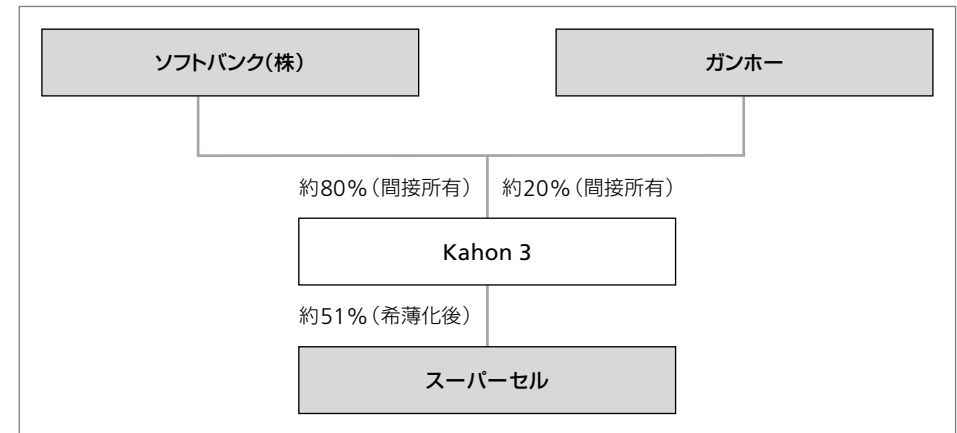 ソフトバンク(株)
ガンホー
約80%(間接所有)
約20%(間接所有)
Kahon 3
約51%(希薄化後)
スーパーセル